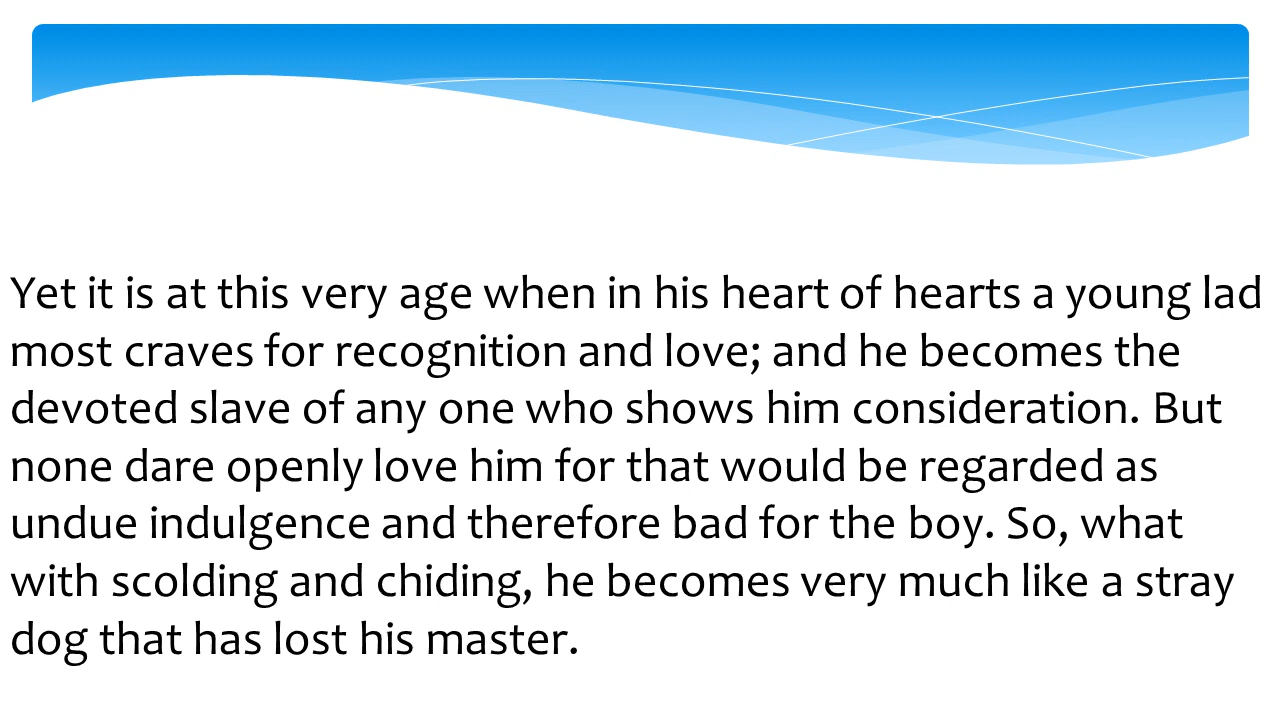 Yet it is at this very age when in his heart of hearts a young lad
most craves for recognition and love; and he becomes the
devoted slave of any one who shows him consideration. But
none dare openly love him for that would be regarded as
undue indulgence and therefore bad for the boy. So, what
with scolding and chiding, he becomes very much like a stray
dog that has lost his master.